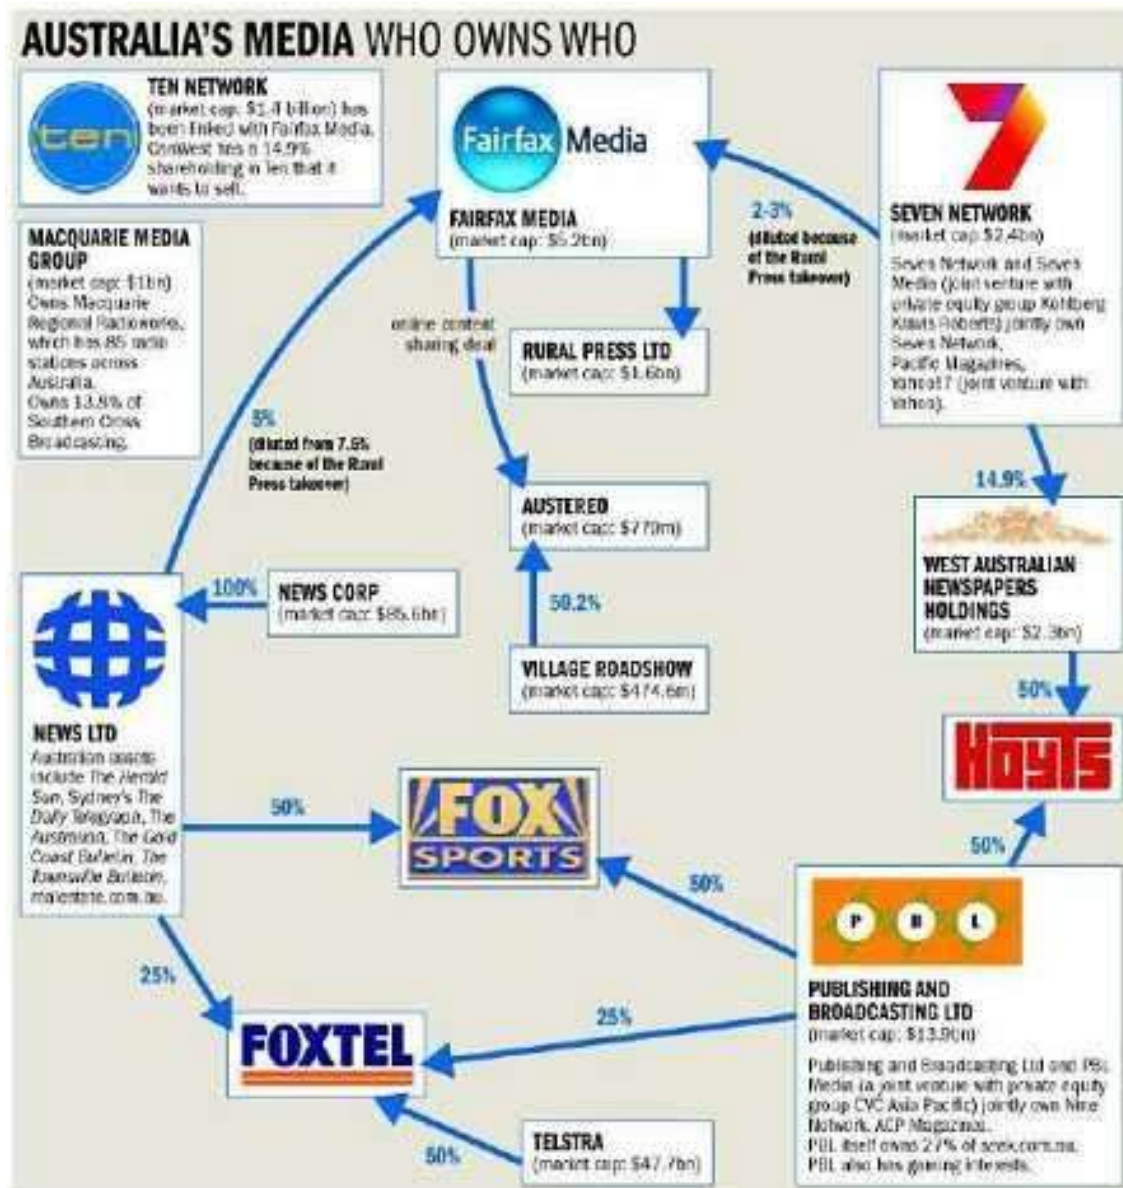 AUSTRALIA'S MEDIA WHO OWNS WHO
ten
TEN NETWORK
(market cap: $1.4 billion) has
been linked with Fairfax Media.
CanWest has a 14.9%
shareholding in Ten that it
wants to sell.
MACQUARIE MEDIA
GROUP
(market cap: $1bn)
Owns Macquarie
Regional Radioworks,
which has 85 radio
stations across
Australia.
Owns 13.8% of
Southern Cross
Broadcasting.
Fairfax Media
FAIRFAX MEDIA
(market cap: $5.2bn)
2-3%
(diluted because
of the Rural
Press takeover)
7
SEVEN NETWORK
(market cap $2.4bn)
Seven Network and Seven
Media (joint venture with
private equity group Kohlberg
Kravis Roberts) jointly own
Seven Network,
Pacific Magazines,
Yahoo!7 (joint venture with
Yahoo).
online content
sharing deal
RURAL PRESS LTD
(market cap: $1.6bn)
5%
(diluted from 7.5%
because of the Rural
Press takeover)
AUSTERED
(market cap: $770m)
14.9%
WEST AUSTRALIAN
NEWSPAPERS
HOLDINGS
(market cap: $2.3bn)
100%
NEWS CORP
(market cap: $85.6bn)
50.2%
VILLAGE ROADSHOW
(market cap: $474.6m)
50%
HOYTS
NEWS LTD
Australian assets
include The Herald
Sun, Sydney's The
Daily Telegraph, The
Australian, The Gold
Coast Bulletin, The
Townsville Bulletin,
realestate.com.au.
50%
FOX
SPORTS
50%
50%
P B L
PUBLISHING AND
BROADCASTING LTD
(market cap: $13.9bn)
Publishing and Broadcasting Ltd and PBL
Media (a joint venture with private equity
group CVC Asia Pacific) jointly own Nine
Network, ACP Magazines.
PBL itself owns 27% of seek.com.au.
PBL also has gaming interests.
25%
FOXTEL
25%
50%
TELSTRA
(market cap: $47.7bn)